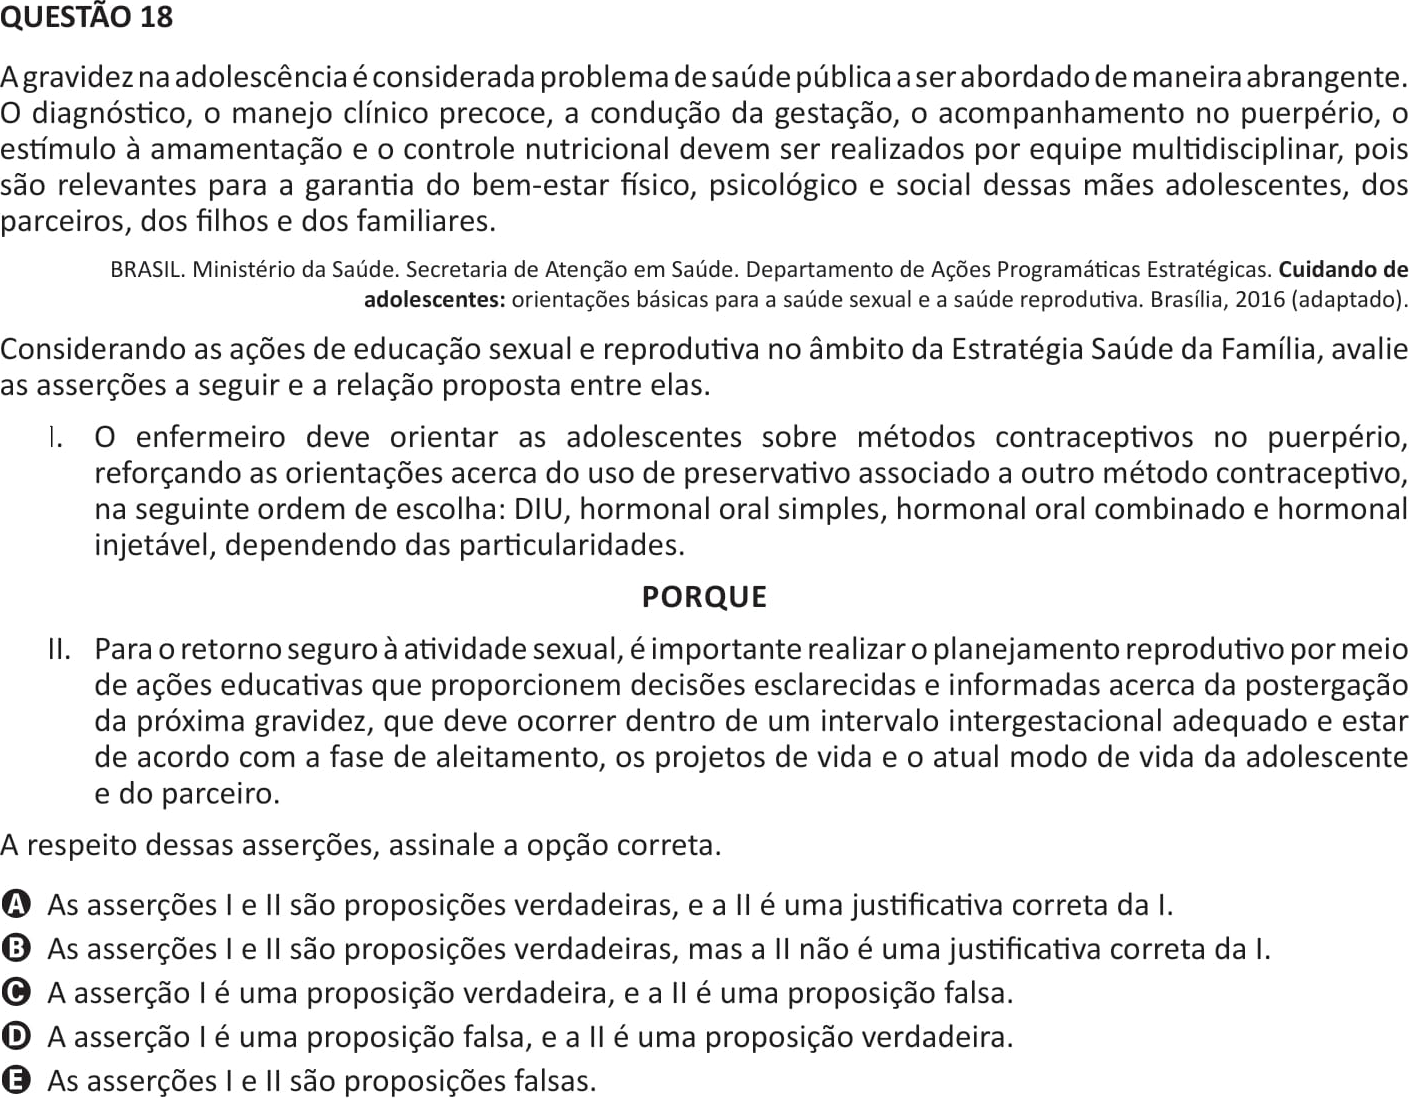 QUESTÃO 18
A gravidez na adolescência é considerada problema de saúde pública a ser abordado de maneira abrangente.
O diagnóstico, o manejo clínico precoce, a condução da gestação, o acompanhamento no puerpério, o
estímulo à amamentação e o controle nutricional devem ser realizados por equipe multidisciplinar, pois
são relevantes para a garantia do bem-estar físico, psicológico e social dessas mães adolescentes, dos
parceiros, dos filhos e dos familiares.
BRASIL. Ministério da Saúde. Secretaria de Atenção em Saúde. Departamento de Ações Programáticas Estratégicas. Cuidando de
adolescentes: orientações básicas para a saúde sexual e a saúde reprodutiva. Brasília, 2016 (adaptado).
Considerando as ações de educação sexual e reprodutiva no âmbito da Estratégia Saúde da Família, avalie
as asserções a seguir e a relação proposta entre elas.
I. O enfermeiro deve orientar as adolescentes sobre métodos contraceptivos no puerpério,
reforçando as orientações acerca do uso de preservativo associado a outro método contraceptivo,
na seguinte ordem de escolha: DIU, hormonal oral simples, hormonal oral combinado e hormonal
injetável, dependendo das particularidades.
PORQUE
II. Para o retorno seguro à atividade sexual, é importante realizar o planejamento reprodutivo por meio
de ações educativas que proporcionem decisões esclarecidas e informadas acerca da postergação
da próxima gravidez, que deve ocorrer dentro de um intervalo intergestacional adequado e estar
de acordo com a fase de aleitamento, os projetos de vida e o atual modo de vida da adolescente
e do parceiro.
A respeito dessas asserções, assinale a opção correta.
A As asserções I e II são proposições verdadeiras, e a II é uma justificativa correta da I.
B As asserções I e II são proposições verdadeiras, mas a II não é uma justificativa correta da I.
C A asserção I é uma proposição verdadeira, e a II é uma proposição falsa.
D A asserção I é uma proposição falsa, e a II é uma proposição verdadeira.
E As asserções I e II são proposições falsas.